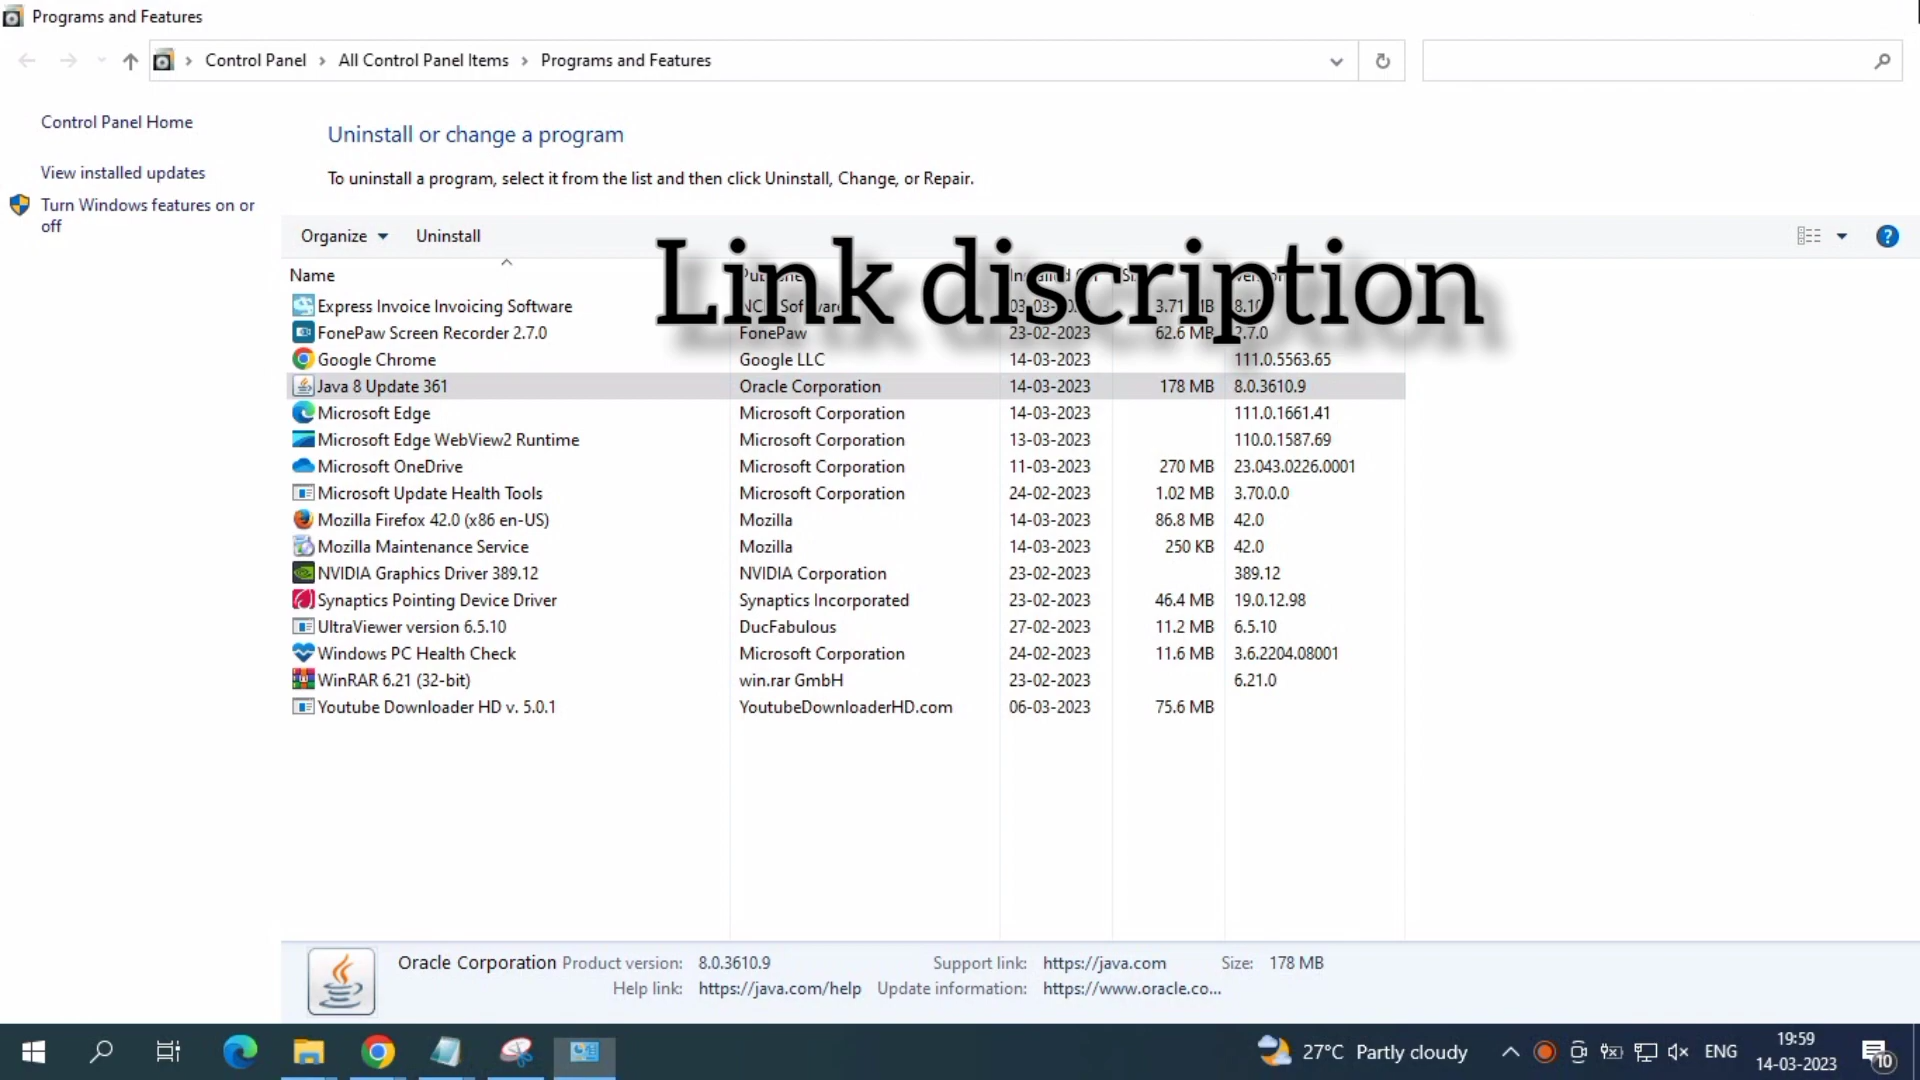 Programs and Features
Control Panel > All Control Panel Items > Programs and Features
Control Panel Home
View installed updates
Turn Windows features on or
off
Uninstall or change a program
To uninstall a program, select it from the list and then click Uninstall, Change, or Repair.
Organize Uninstall
Link discription
Name
Express Invoice Invoicing Software 3.71 MB
FonePaw Screen Recorder 2.7.0 FonePaw 23-02-2023 62.6 MB 2.7.0
Google Chrome Google LLC 14-03-2023 111.0.5563.65
Java 8 Update 361 Oracle Corporation 14-03-2023 178 MB 8.0.3610.9
Microsoft Edge Microsoft Corporation 14-03-2023 111.0.1661.41
Microsoft Edge WebView2 Runtime Microsoft Corporation 13-03-2023 110.0.1587.69
Microsoft OneDrive Microsoft Corporation 11-03-2023 270 MB 23.043.0226.0001
Microsoft Update Health Tools Microsoft Corporation 24-02-2023 1.02 MB 3.70.0.0
Mozilla Firefox 42.0 (x86 en-US) Mozilla 14-03-2023 86.8 MB 42.0
Mozilla Maintenance Service Mozilla 14-03-2023 250 KB 42.0
NVIDIA Graphics Driver 389.12 NVIDIA Corporation 23-02-2023 389.12
Synaptics Pointing Device Driver Synaptics Incorporated 23-02-2023 46.4 MB 19.0.12.98
UltraViewer version 6.5.10 DucFabulous 27-02-2023 11.2 MB 6.5.10
Windows PC Health Check Microsoft Corporation 24-02-2023 11.6 MB 3.6.2204.08001
WinRAR 6.21 (32-bit) win.rar GmbH 23-02-2023 6.21.0
Youtube Downloader HD v. 5.0.1 YoutubeDownloaderHD.com 06-03-2023 75.6 MB
Oracle Corporation Product version: 8.0.3610.9 Support link: https://java.com Size: 178 MB
Help link: https://java.com/help Update information: https://www.oracle.co...
27°C Partly cloudy ENG 19:59
14-03-2023 10